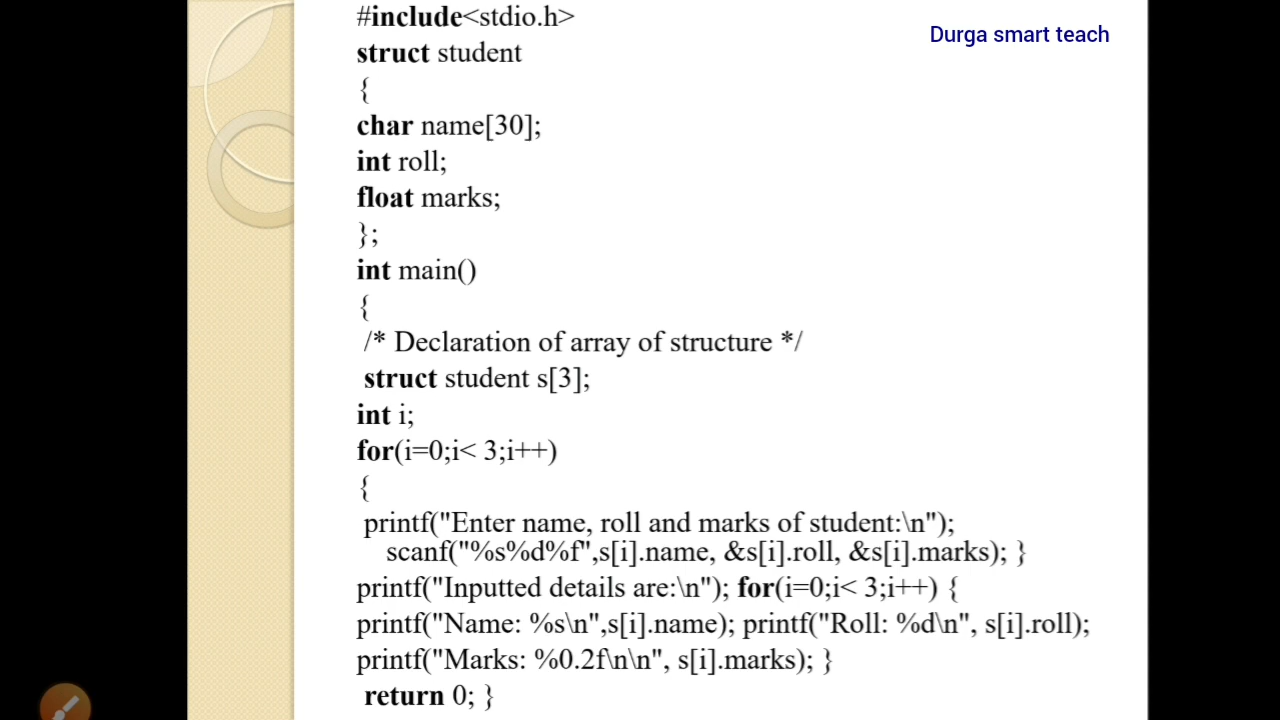 #include<stdio.h>
Durga smart teach
struct student
{
char name[30];
int roll;
float marks;
};
int main()
{
/* Declaration of array of structure */
struct student s[3];
int i;
for(i=0;i< 3;i++)
{
printf("Enter name, roll and marks of student:\n");
scanf("%s%d%f",s[i].name, &s[i].roll, &s[i].marks); }
printf("Inputted details are:\n"); for(i=0;i< 3;i++) {
printf("Name: %s\n",s[i].name); printf("Roll: %d\n", s[i].roll);
printf("Marks: %0.2f\n\n", s[i].marks); }
return 0; }